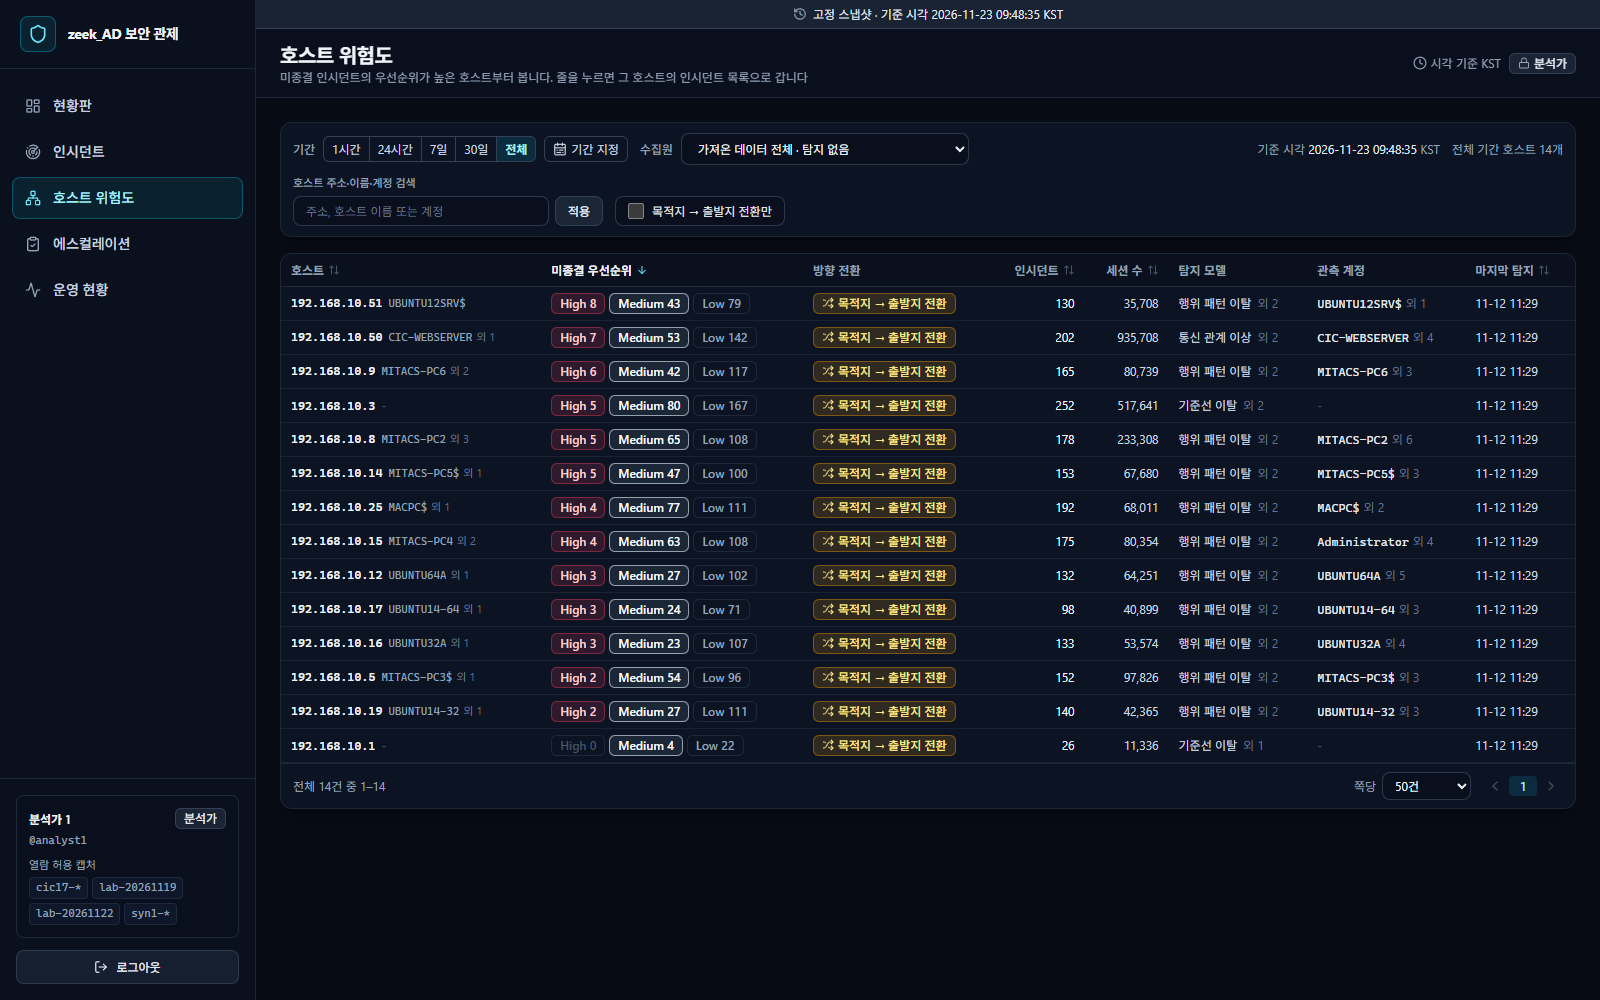 zeek_AD 보안 관제
현황판
인시던트
호스트 위험도
에스컬레이션
운영 현황
분석가 1 분석가
@analyst1
열람 허용 캡처
cic17-* lab-20261119
lab-20261122 syn1-*
로그아웃
고정 스냅샷 · 기준 시각 2026-11-23 09:48:35 KST
호스트 위험도
미종결 인시던트의 우선순위가 높은 호스트부터 봅니다. 줄을 누르면 그 호스트의 인시던트 목록으로 갑니다
시각 기준 KST 분석가
기간 1시간 24시간 7일 30일 전체 기간 지정 수집원 가져온 데이터 전체 · 탐지 없음 기준 시각 2026-11-23 09:48:35 KST 전체 기간 호스트 14개
호스트 주소·이름·계정 검색
주소, 호스트 이름 또는 계정 적용 목적지 → 출발지 전환만
호스트 미종결 우선순위 방향 전환 인시던트 세션 수 탐지 모델 관측 계정 마지막 탐지
192.168.10.51 UBUNTU12SRV$ High 8 Medium 43 Low 79 목적지 → 출발지 전환 130 35,708 행위 패턴 이탈 외 2 UBUNTU12SRV$ 외 1 11-12 11:29
192.168.10.50 CIC-WEBSERVER 외 1 High 7 Medium 53 Low 142 목적지 → 출발지 전환 202 935,708 통신 관계 이상 외 2 CIC-WEBSERVER 외 4 11-12 11:29
192.168.10.9 MITACS-PC6 외 2 High 6 Medium 42 Low 117 목적지 → 출발지 전환 165 80,739 행위 패턴 이탈 외 2 MITACS-PC6 외 3 11-12 11:29
192.168.10.3 - High 5 Medium 80 Low 167 목적지 → 출발지 전환 252 517,641 기준선 이탈 외 2 - 11-12 11:29
192.168.10.8 MITACS-PC2 외 3 High 5 Medium 65 Low 108 목적지 → 출발지 전환 178 233,308 행위 패턴 이탈 외 2 MITACS-PC2 외 6 11-12 11:29
192.168.10.14 MITACS-PC5$ 외 1 High 5 Medium 47 Low 100 목적지 → 출발지 전환 153 67,680 행위 패턴 이탈 외 2 MITACS-PC5$ 외 3 11-12 11:29
192.168.10.25 MACPC$ 외 1 High 4 Medium 77 Low 111 목적지 → 출발지 전환 192 68,011 행위 패턴 이탈 외 2 MACPC$ 외 2 11-12 11:29
192.168.10.15 MITACS-PC4 외 2 High 4 Medium 63 Low 108 목적지 → 출발지 전환 175 80,354 행위 패턴 이탈 외 2 Administrator 외 4 11-12 11:29
192.168.10.12 UBUNTU64A 외 1 High 3 Medium 27 Low 102 목적지 → 출발지 전환 132 64,251 행위 패턴 이탈 외 2 UBUNTU64A 외 5 11-12 11:29
192.168.10.17 UBUNTU14-64 외 1 High 3 Medium 24 Low 71 목적지 → 출발지 전환 98 40,899 행위 패턴 이탈 외 2 UBUNTU14-64 외 3 11-12 11:29
192.168.10.16 UBUNTU32A 외 1 High 3 Medium 23 Low 107 목적지 → 출발지 전환 133 53,574 행위 패턴 이탈 외 2 UBUNTU32A 외 4 11-12 11:29
192.168.10.5 MITACS-PC3$ 외 1 High 2 Medium 54 Low 96 목적지 → 출발지 전환 152 97,826 행위 패턴 이탈 외 2 MITACS-PC3$ 외 3 11-12 11:29
192.168.10.19 UBUNTU14-32 외 1 High 2 Medium 27 Low 111 목적지 → 출발지 전환 140 42,365 행위 패턴 이탈 외 2 UBUNTU14-32 외 3 11-12 11:29
192.168.10.1 - High 0 Medium 4 Low 22 목적지 → 출발지 전환 26 11,336 기준선 이탈 외 1 - 11-12 11:29
전체 14건 중 1–14 쪽당 50건 1